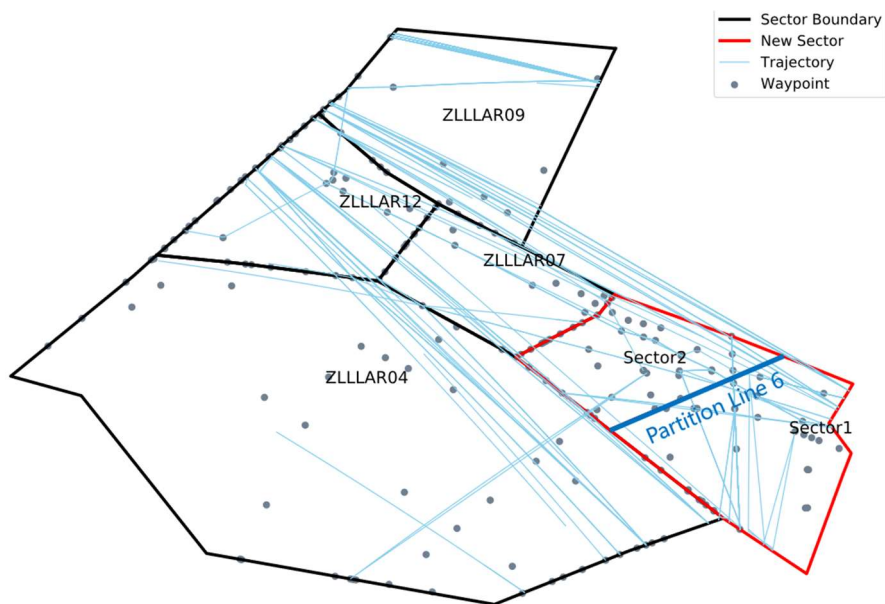 Sector Boundary
New Sector
Trajectory
Waypoint
ZLLLAR09
ZLLLAR12
ZLLLAR07
Sector2
ZLLLAR04
Partition Line 6
Sector1